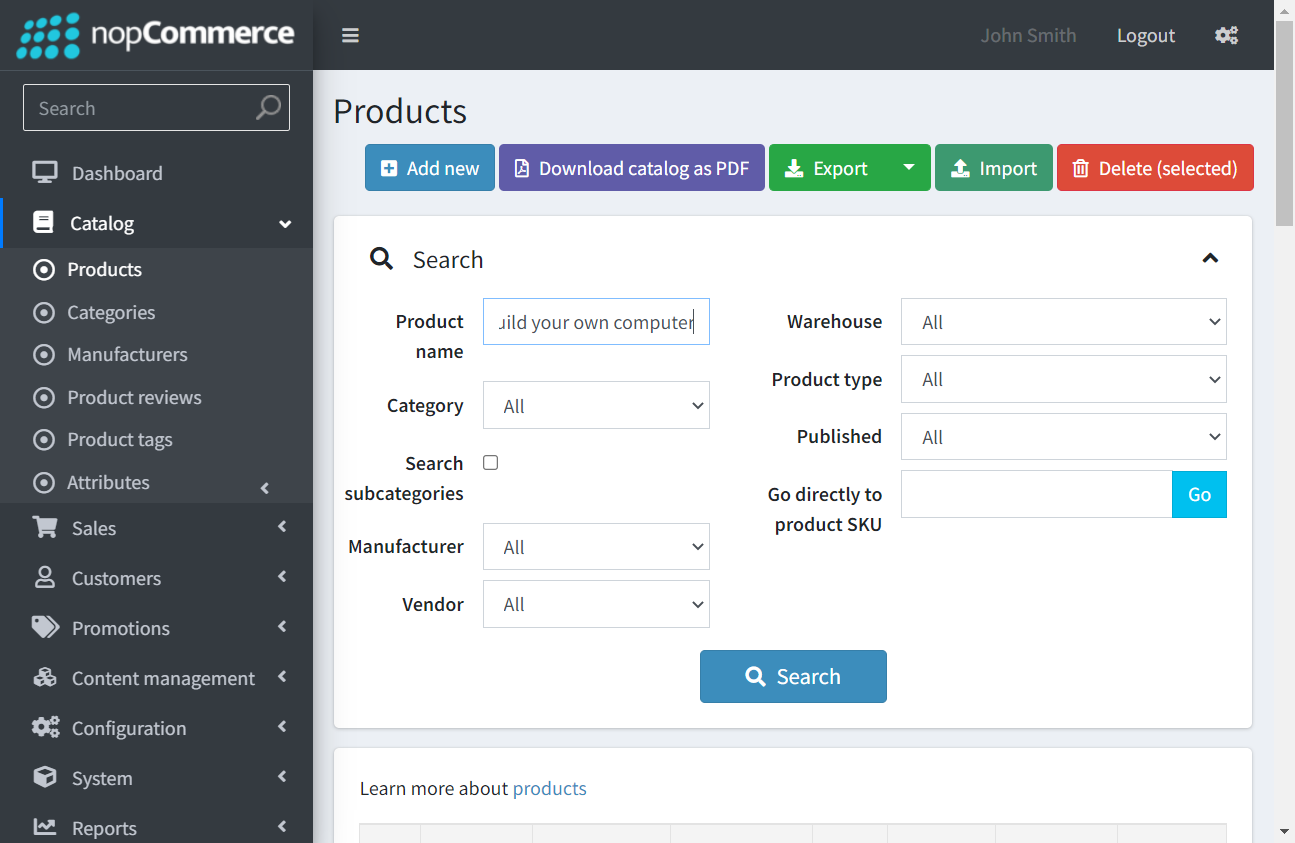 nopCommerce
John Smith
Logout
Search
Dashboard
Catalog
Products
Categories
Manufacturers
Product reviews
Product tags
Attributes
Sales
Customers
Promotions
Content management
Configuration
System
Reports
Products
Add new
Download catalog as PDF
Export
Import
Delete (selected)
Search
Product name
uild your own computer
Category
All
Search subcategories
Manufacturer
All
Vendor
All
Warehouse
All
Product type
All
Published
All
Go directly to product SKU
Go
Search
Learn more about products